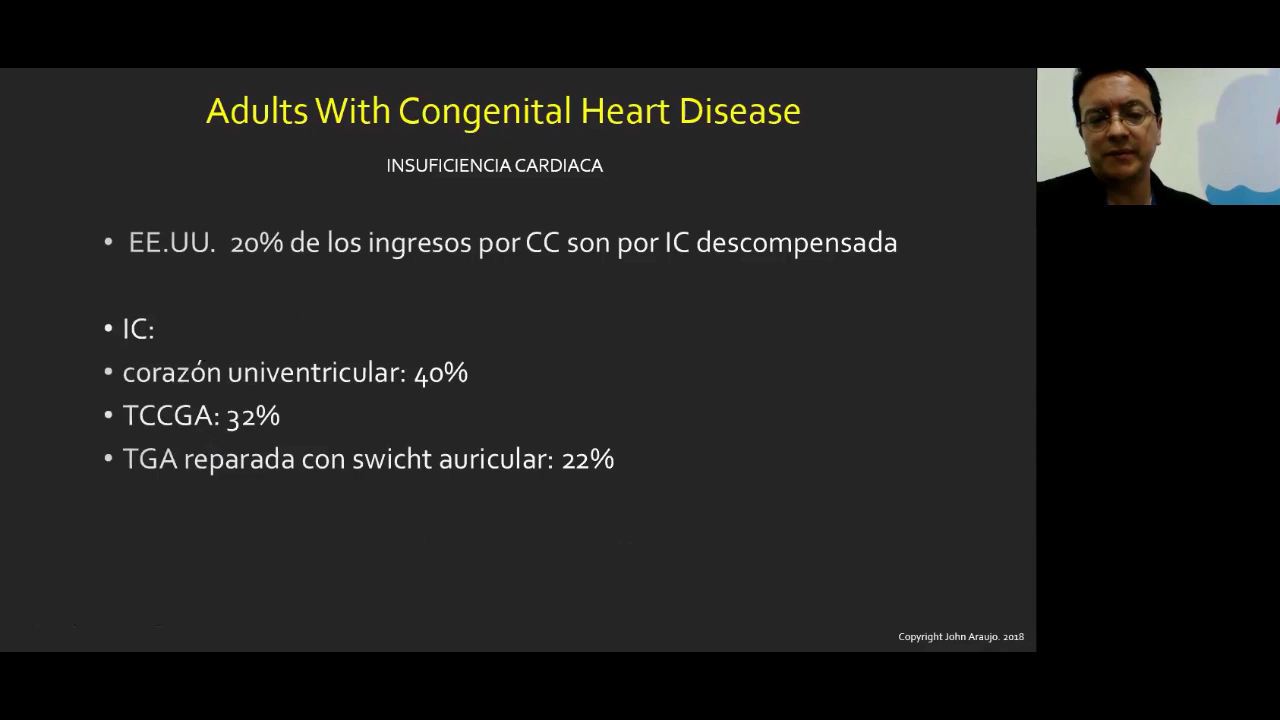 Adults With Congenital Heart Disease
INSUFICIENCIA CARDIACA
• EE.UU. 20% de los ingresos por CC son por IC descompensada
• IC:
• corazón univentricular: 40%
• TCCGA: 32%
• TGA reparada con swicht auricular: 22%
Copyright John Araujo. 2018